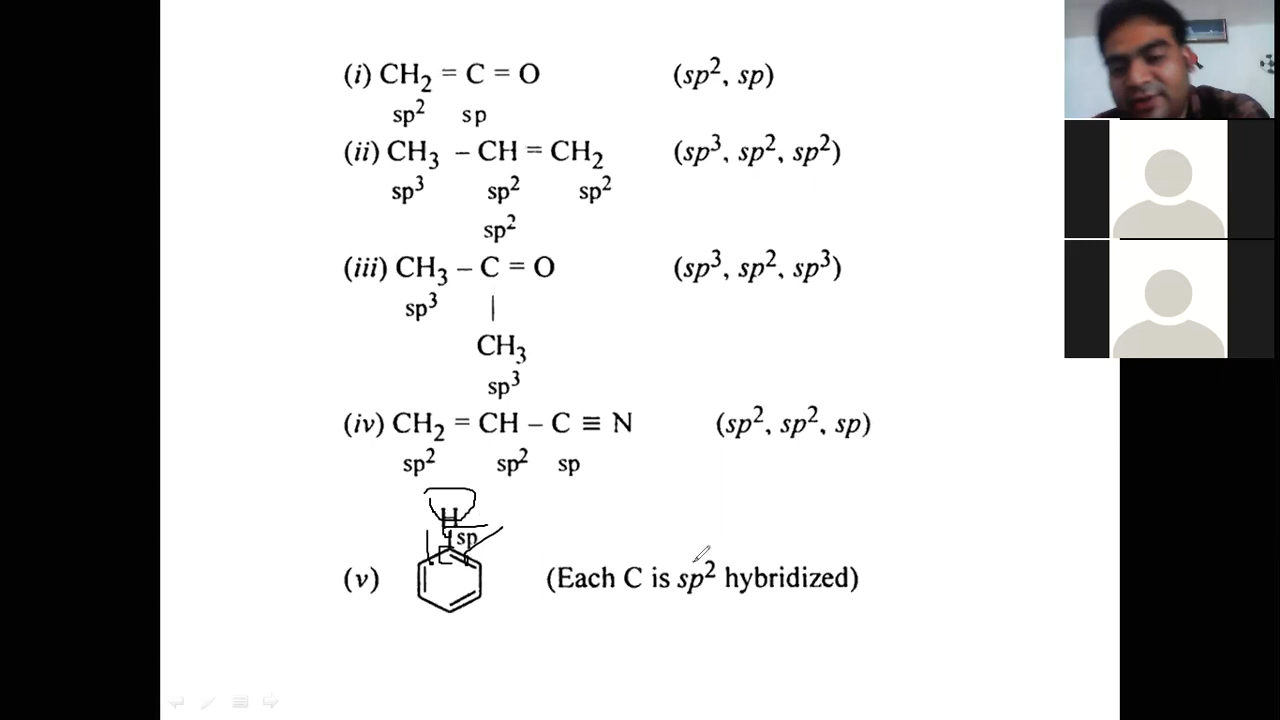 (i) CH₂ = C = O (sp², sp)
sp² sp
(ii) CH₃ – CH = CH₂ (sp³, sp², sp²)
sp³ sp² sp²
sp²
(iii) CH₃ – C = O (sp³, sp², sp³)
sp³ |
CH₃
sp³
(iv) CH₂ = CH – C ≡ N (sp², sp², sp)
sp² sp² sp
H
sp
(v) (Each C is sp² hybridized)